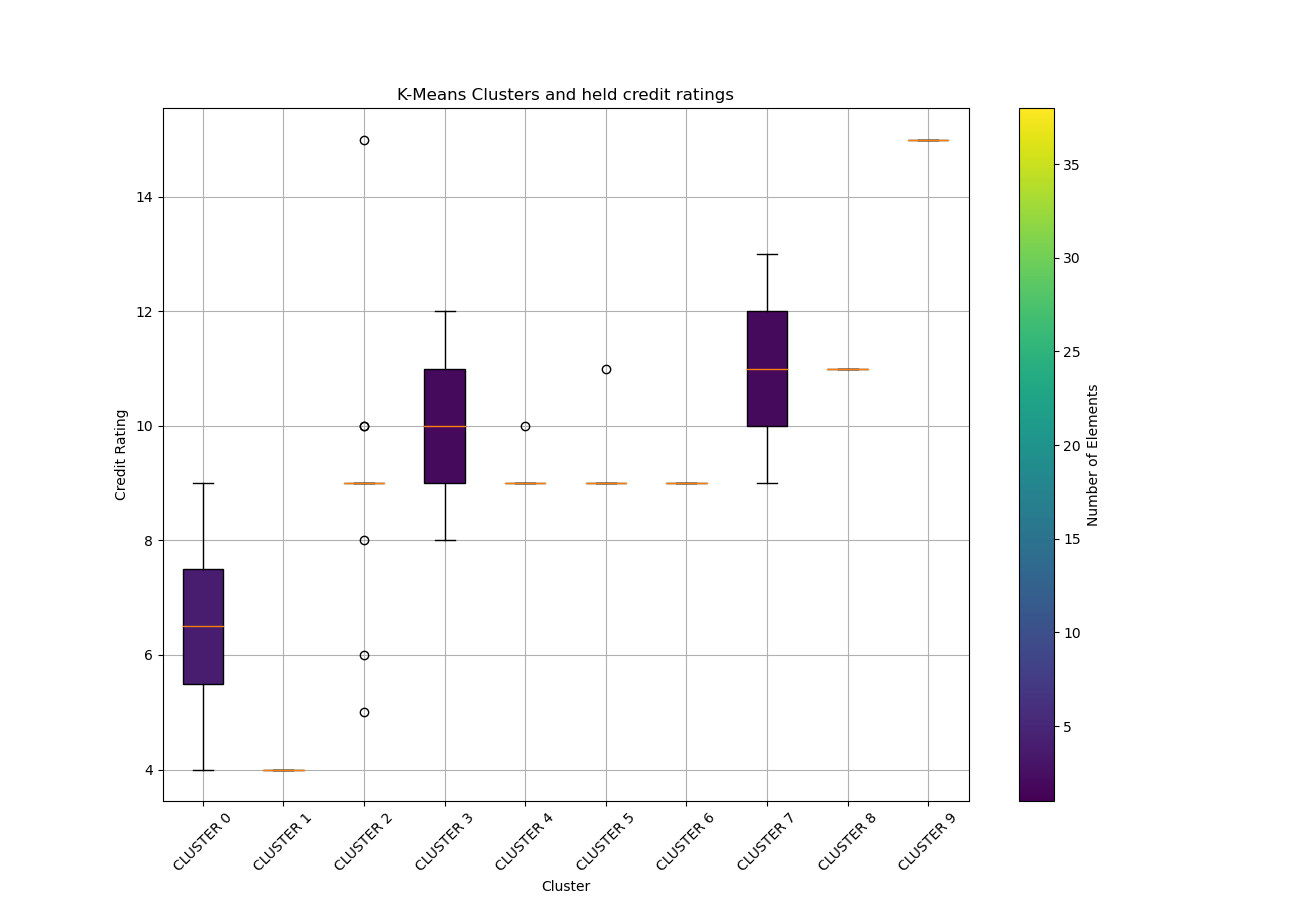 K-Means Clusters and held credit ratings
Credit Rating
14
12
10
8
6
4
CLUSTER 0
CLUSTER 1
CLUSTER 2
CLUSTER 3
CLUSTER 4
CLUSTER 5
CLUSTER 6
CLUSTER 7
CLUSTER 8
CLUSTER 9
Cluster
35
30
25
20
15
10
5
Number of Elements